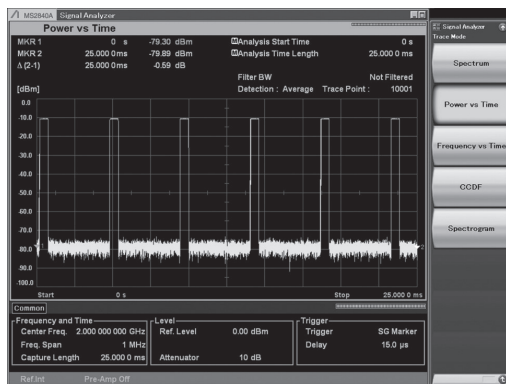 MS2840A Signal Analyzer
Power vs Time
MKR 1 0 s -79.30 dBm
MKR 2 25.000 0ms -79.89 dBm
Δ (2-1) 25.000 0ms -0.59 dB
Analysis Start Time 0 s
Analysis Time Length 25.000 0 ms
Filter BW Not Filtered
Detection : Average Trace Point : 10001
[dBm]
0.0
-10.0
-20.0
-30.0
-40.0
-50.0
-60.0
-70.0
-80.0
-90.0
-100.0
1
2
Start 0 s Stop 25.000 0 ms
Common
Frequency and Time
Center Freq. 2.000 000 000 GHz
Freq. Span 1 MHz
Capture Length 25.000 0 ms
Level
Ref. Level 0.00 dBm
Attenuator 10 dB
Trigger
Trigger SG Marker
Delay 15.0 µs
Ref.Int Pre-Amp Off
Signal Analyzer
Trace Mode
Spectrum
Power vs Time
Frequency vs Time
CCDF
Spectrogram